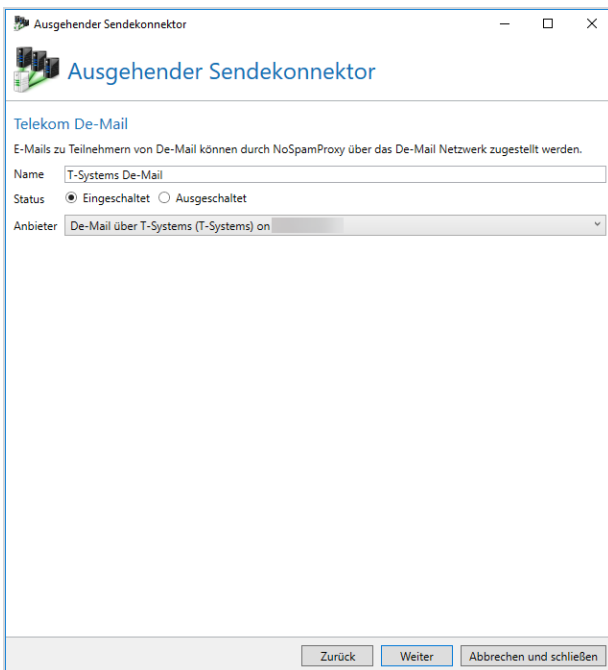 Ausgehender Sendekonnektor
Ausgehender Sendekonnektor
Telekom De-Mail
E-Mails zu Teilnehmern von De-Mail können durch NoSpamProxy über das De-Mail Netzwerk zugestellt werden.
Name T-Systems De-Mail
Status Eingeschaltet Ausgeschaltet
Anbieter De-Mail über T-Systems (T-Systems) on
Zurück Weiter Abbrechen und schließen